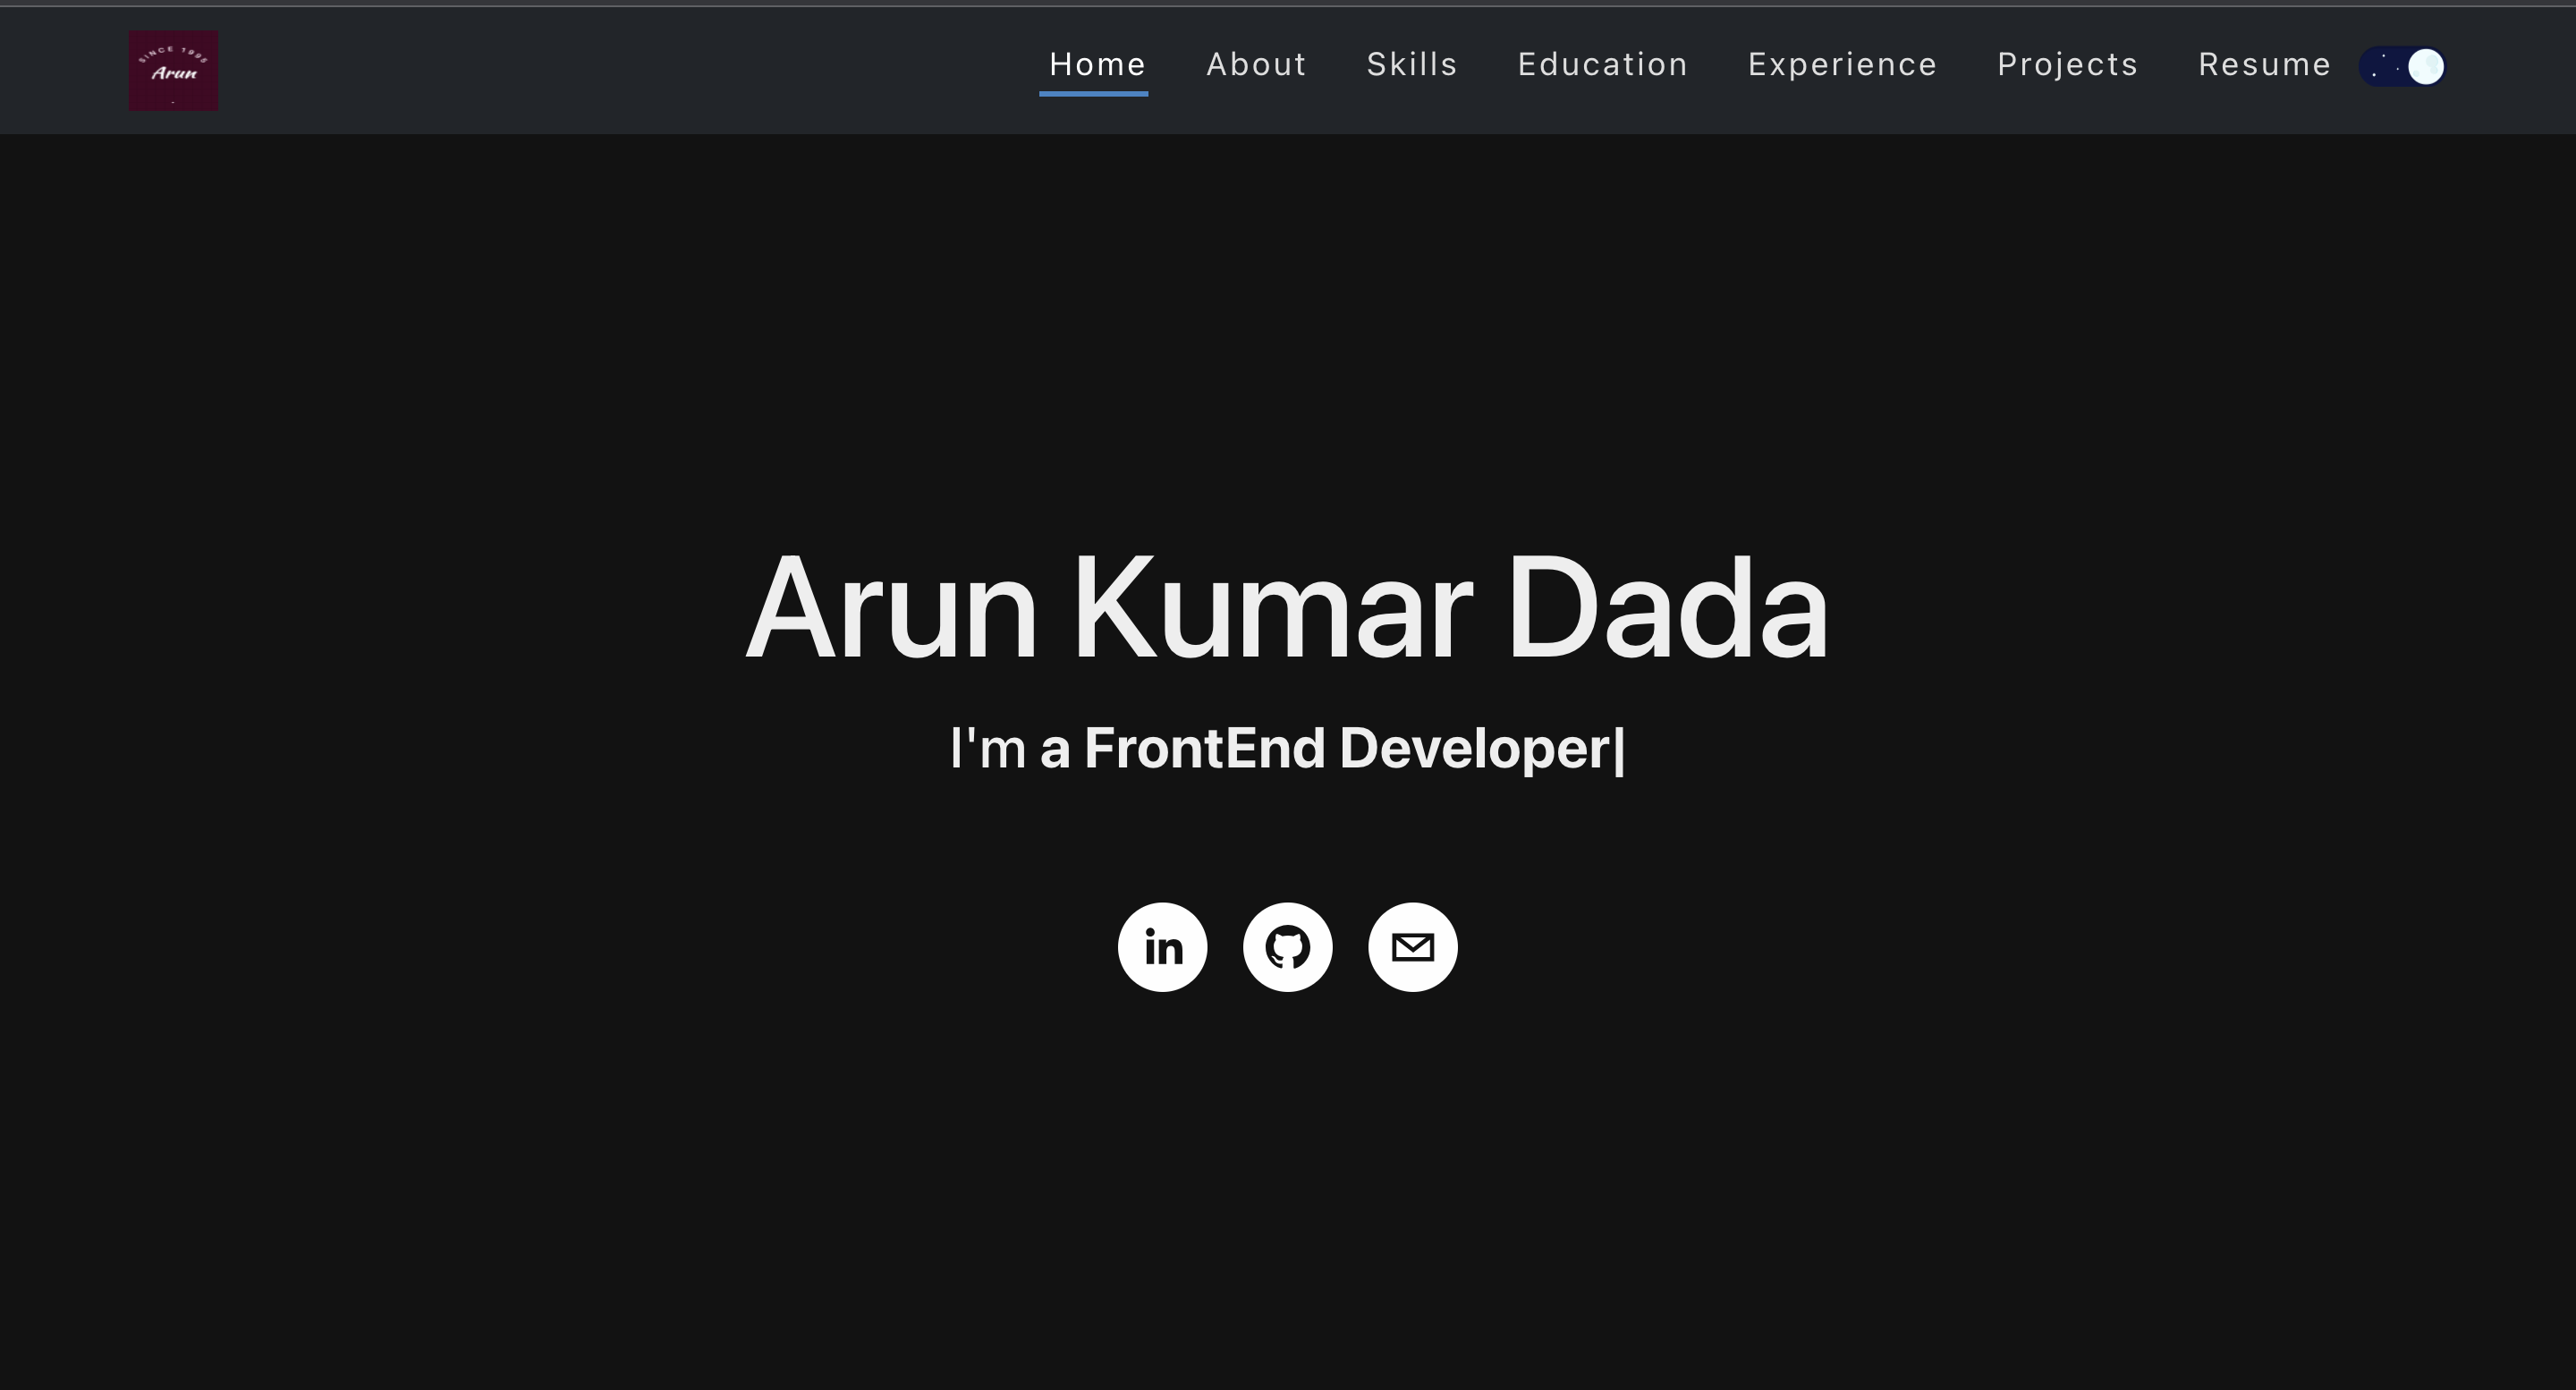 SINCE 1995
Arun
Home About Skills Education Experience Projects Resume
Arun Kumar Dada
I'm a FrontEnd Developer|
in